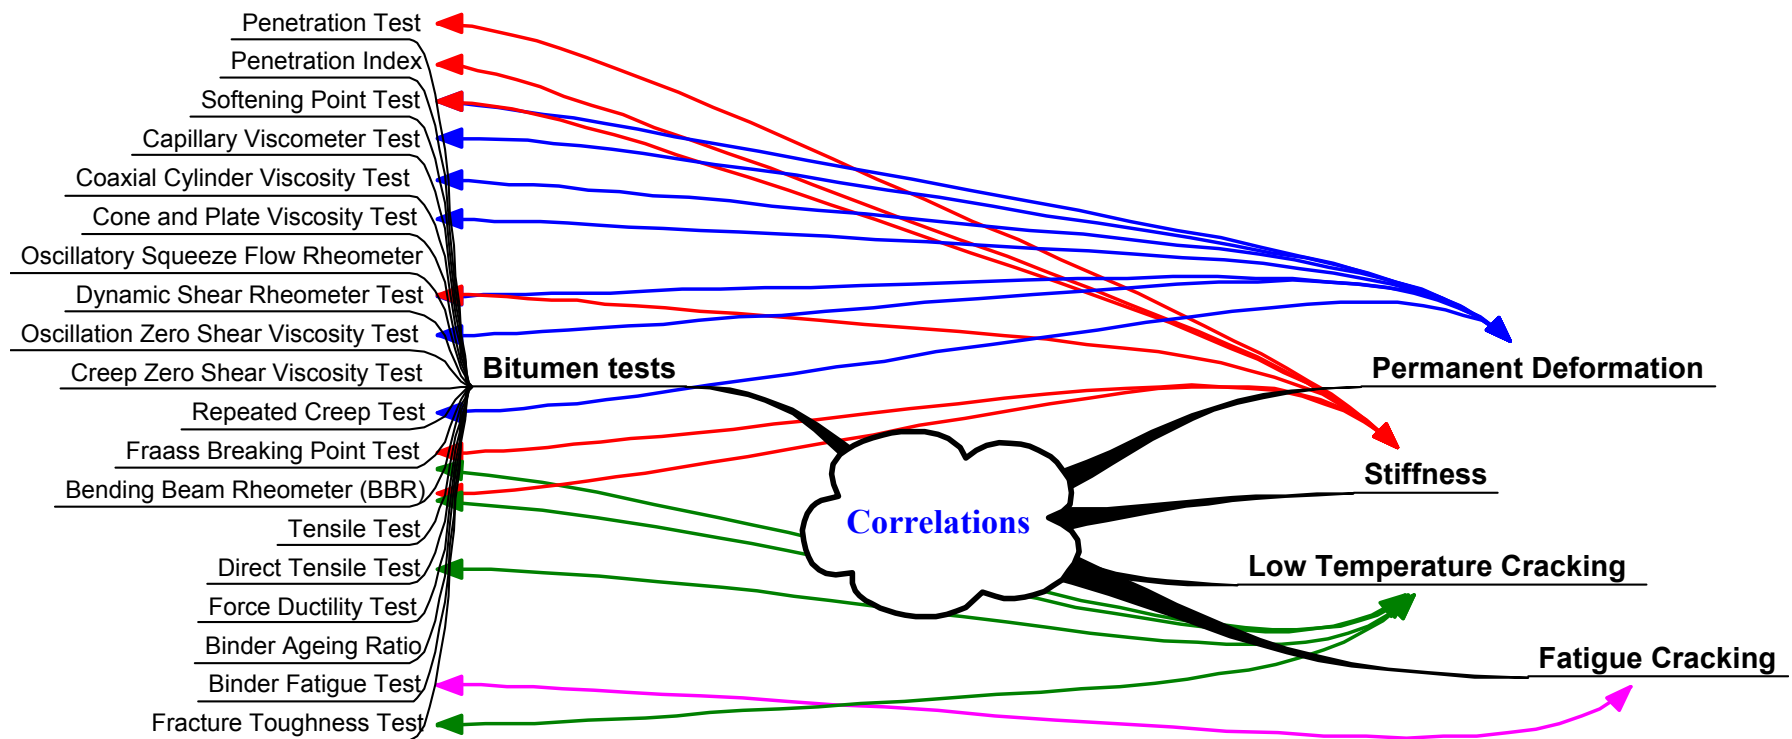 Penetration Test
Penetration Index
Softening Point Test
Capillary Viscometer Test
Coaxial Cylinder Viscosity Test
Cone and Plate Viscosity Test
Oscillatory Squeeze Flow Rheometer
Dynamic Shear Rheometer Test
Oscillation Zero Shear Viscosity Test
Creep Zero Shear Viscosity Test
Repeated Creep Test
Fraass Breaking Point Test
Bending Beam Rheometer (BBR)
Tensile Test
Direct Tensile Test
Force Ductility Test
Binder Ageing Ratio
Binder Fatigue Test
Fracture Toughness Test
Bitumen tests
Correlations
Permanent Deformation
Stiffness
Low Temperature Cracking
Fatigue Cracking